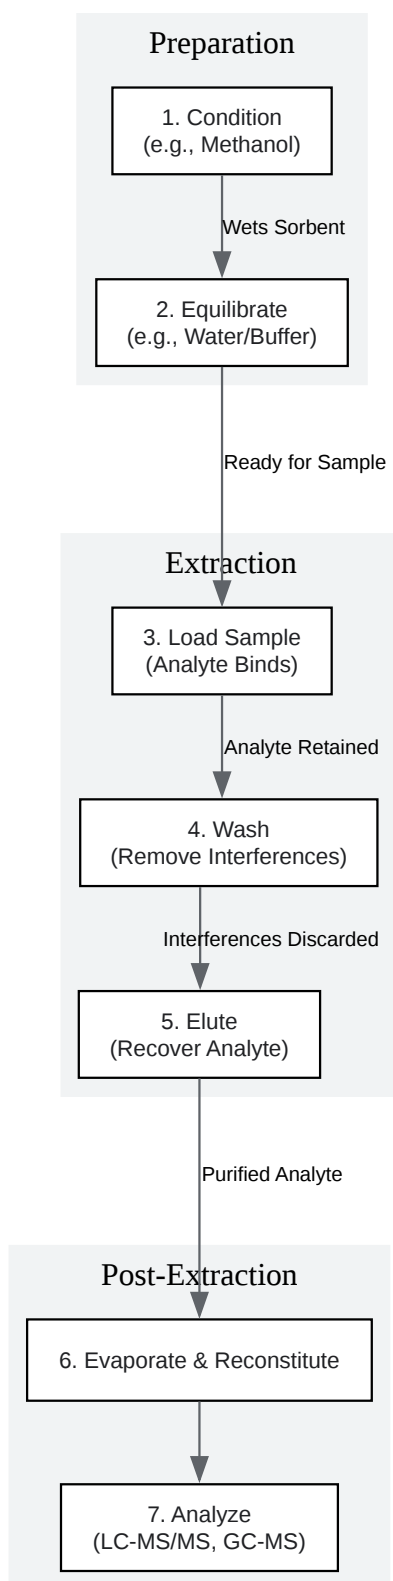 Preparation
1. Condition
(e.g., Methanol)
Wets Sorbent
2. Equilibrate
(e.g., Water/Buffer)
Ready for Sample
Extraction
3. Load Sample
(Analyte Binds)
Analyte Retained
4. Wash
(Remove Interferences)
Interferences Discarded
5. Elute
(Recover Analyte)
Purified Analyte
Post-Extraction
6. Evaporate & Reconstitute
7. Analyze
(LC-MS/MS, GC-MS)